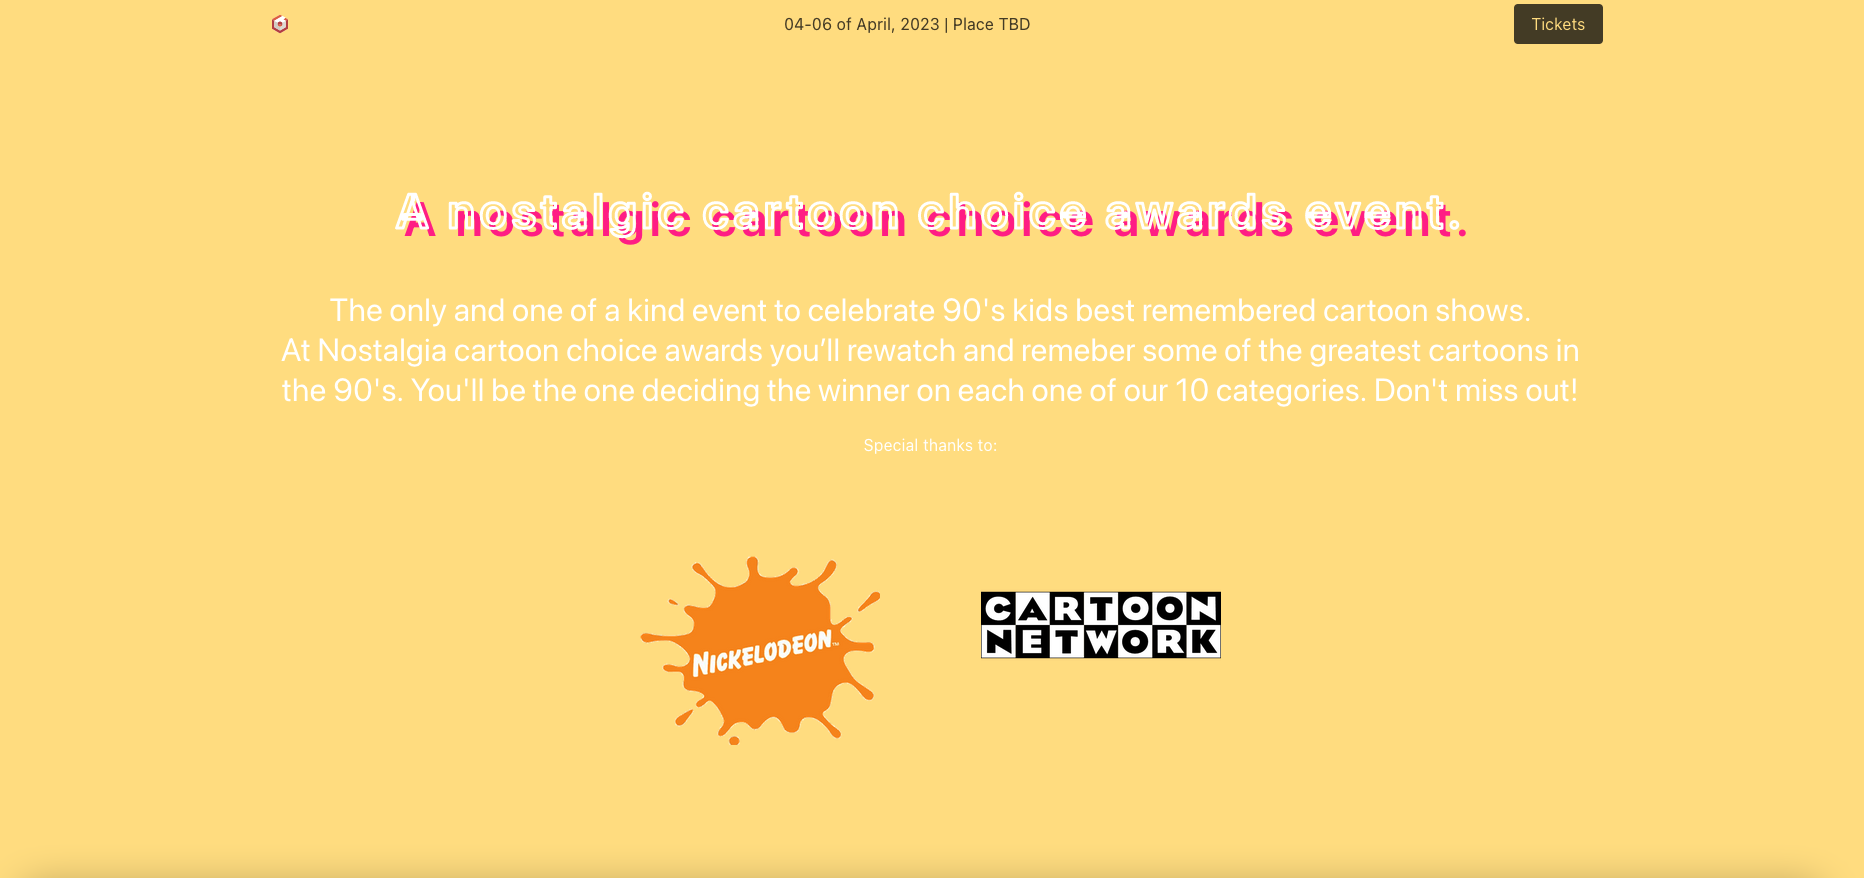 04-06 of April, 2023 | Place TBD
Tickets
A nostalgic cartoon choice awards event.
The only and one of a kind event to celebrate 90's kids best remembered cartoon shows.
At Nostalgia cartoon choice awards you’ll rewatch and remeber some of the greatest cartoons in
the 90's. You'll be the one deciding the winner on each one of our 10 categories. Don't miss out!
Special thanks to:
NICKELODEON™
CARTOON
NETWORK